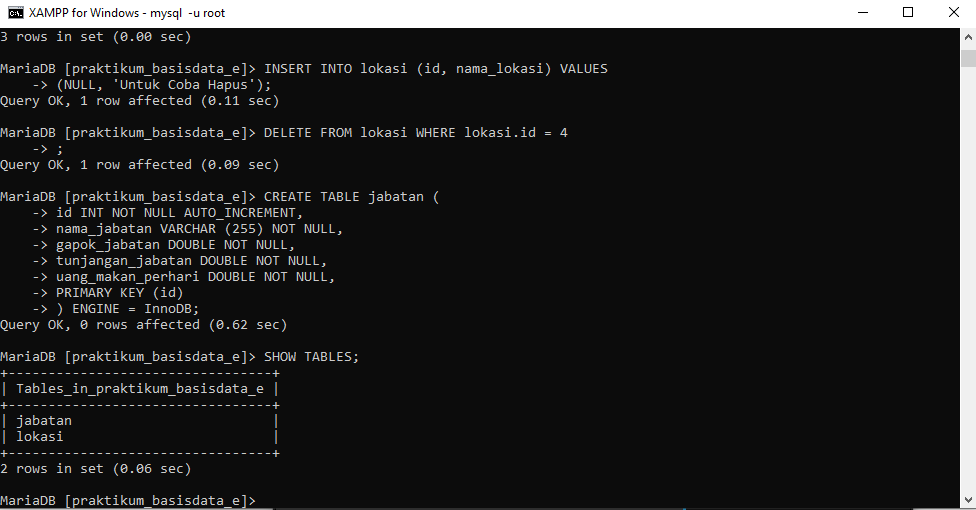 XAMPP for Windows - mysql  -u root
3 rows in set (0.00 sec)
MariaDB [praktikum_basisdata_e]> INSERT INTO lokasi (id, nama_lokasi) VALUES
    -> (NULL, 'Untuk Coba Hapus');
Query OK, 1 row affected (0.11 sec)
MariaDB [praktikum_basisdata_e]> DELETE FROM lokasi WHERE lokasi.id = 4
    -> ;
Query OK, 1 row affected (0.09 sec)
MariaDB [praktikum_basisdata_e]> CREATE TABLE jabatan (
    -> id INT NOT NULL AUTO_INCREMENT,
    -> nama_jabatan VARCHAR (255) NOT NULL,
    -> gapok_jabatan DOUBLE NOT NULL,
    -> tunjangan_jabatan DOUBLE NOT NULL,
    -> uang_makan_perhari DOUBLE NOT NULL,
    -> PRIMARY KEY (id)
    -> ) ENGINE = InnoDB;
Query OK, 0 rows affected (0.62 sec)
MariaDB [praktikum_basisdata_e]> SHOW TABLES;
+---------------------------------+
| Tables_in_praktikum_basisdata_e |
+---------------------------------+
| jabatan                         |
| lokasi                          |
+---------------------------------+
2 rows in set (0.06 sec)
MariaDB [praktikum_basisdata_e]>